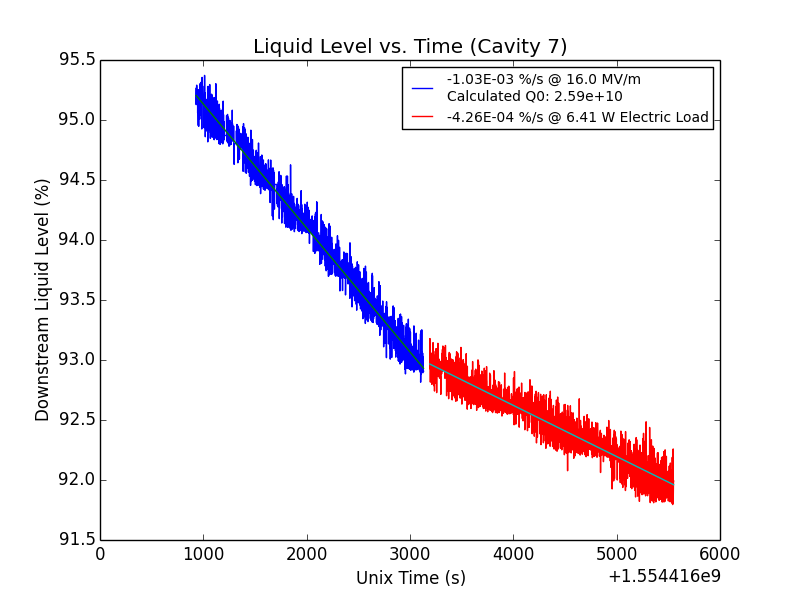 Liquid Level vs. Time (Cavity 7)
-1.03E-03 %/s @ 16.0 MV/m
Calculated Q0: 2.59e+10
-4.26E-04 %/s @ 6.41 W Electric Load
Downstream Liquid Level (%)
95.5
95.0
94.5
94.0
93.5
93.0
92.5
92.0
91.5
0 1000 2000 3000 4000 5000 6000
Unix Time (s)
+1.554416e9